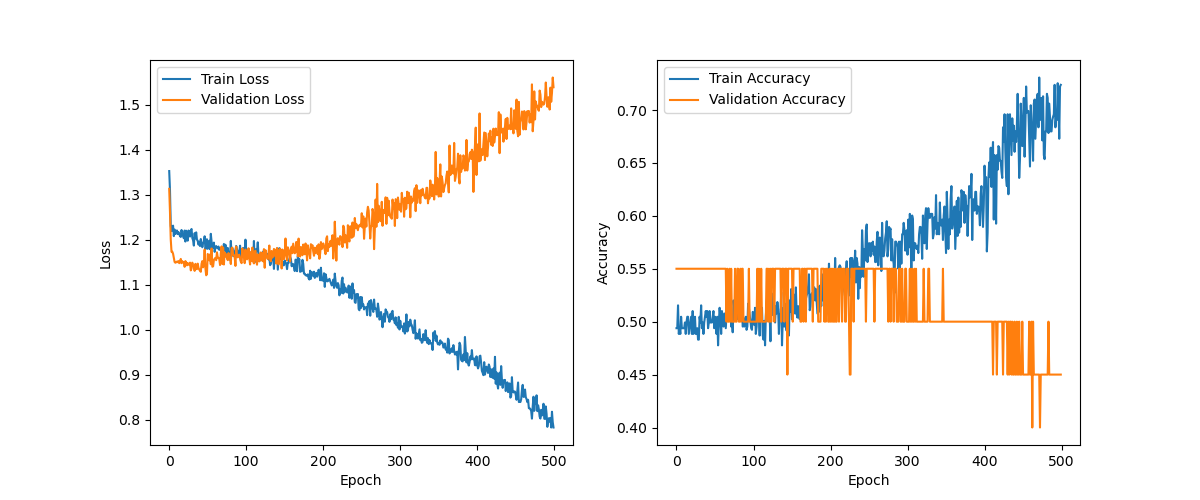 Train Loss
Validation Loss
1.5
1.4
1.3
1.2
1.1
1.0
0.9
0.8
Loss
0 100 200 300 400 500
Epoch
Train Accuracy
Validation Accuracy
0.70
0.65
0.60
0.55
0.50
0.45
0.40
Accuracy
0 100 200 300 400 500
Epoch